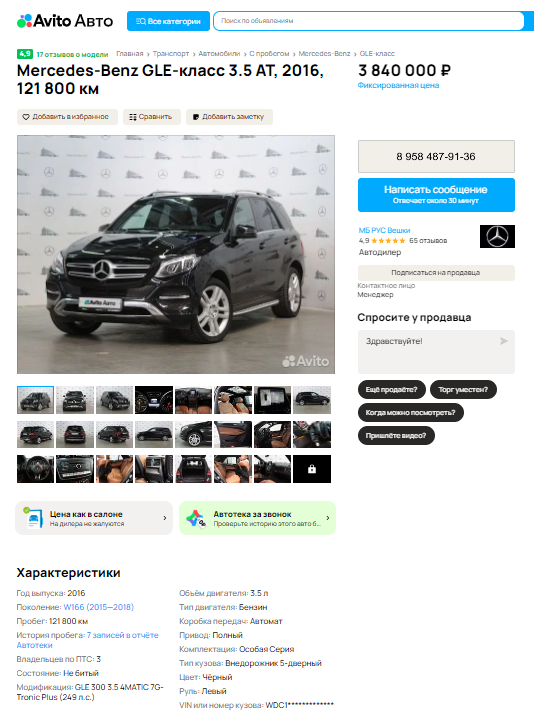 Avito Авто
Все категории
Поиск по объявлениям
4,9 17 отзывов о модели
Главная › Транспорт › Автомобили › С пробегом › Mercedes-Benz › GLE-класс
Mercedes-Benz GLE-класс 3.5 AT, 2016,
121 800 км
3 840 000 ₽
Фиксированная цена
Добавить в избранное
Сравнить
Добавить заметку
8 958 487-91-36
Написать сообщение
Отвечает около 30 минут
МБ РУС Вешки
4,9 ★★★★★ 65 отзывов
Автодилер
Подписаться на продавца
Контактное лицо
Менеджер
Спросите у продавца
Здравствуйте!
Ещё продаёте?
Торг уместен?
Когда можно посмотреть?
Пришлёте видео?
Avito Авто
Avito
Цена как в салоне
На дилера не жалуются
Автотека за звонок
Проверьте историю этого авто б...
Характеристики
Год выпуска: 2016
Поколение: W166 (2015—2018)
Пробег: 121 800 км
История пробега: 7 записей в отчёте
Автотеки
Владельцев по ПТС: 3
Состояние: Не битый
Модификация: GLE 300 3.5 4MATIC 7G-
Tronic Plus (249 л.с.)
Объём двигателя: 3.5 л
Тип двигателя: Бензин
Коробка передач: Автомат
Привод: Полный
Комплектация: Особая Серия
Тип кузова: Внедорожник 5-дверный
Цвет: Чёрный
Руль: Левый
VIN или номер кузова: WDC1*************